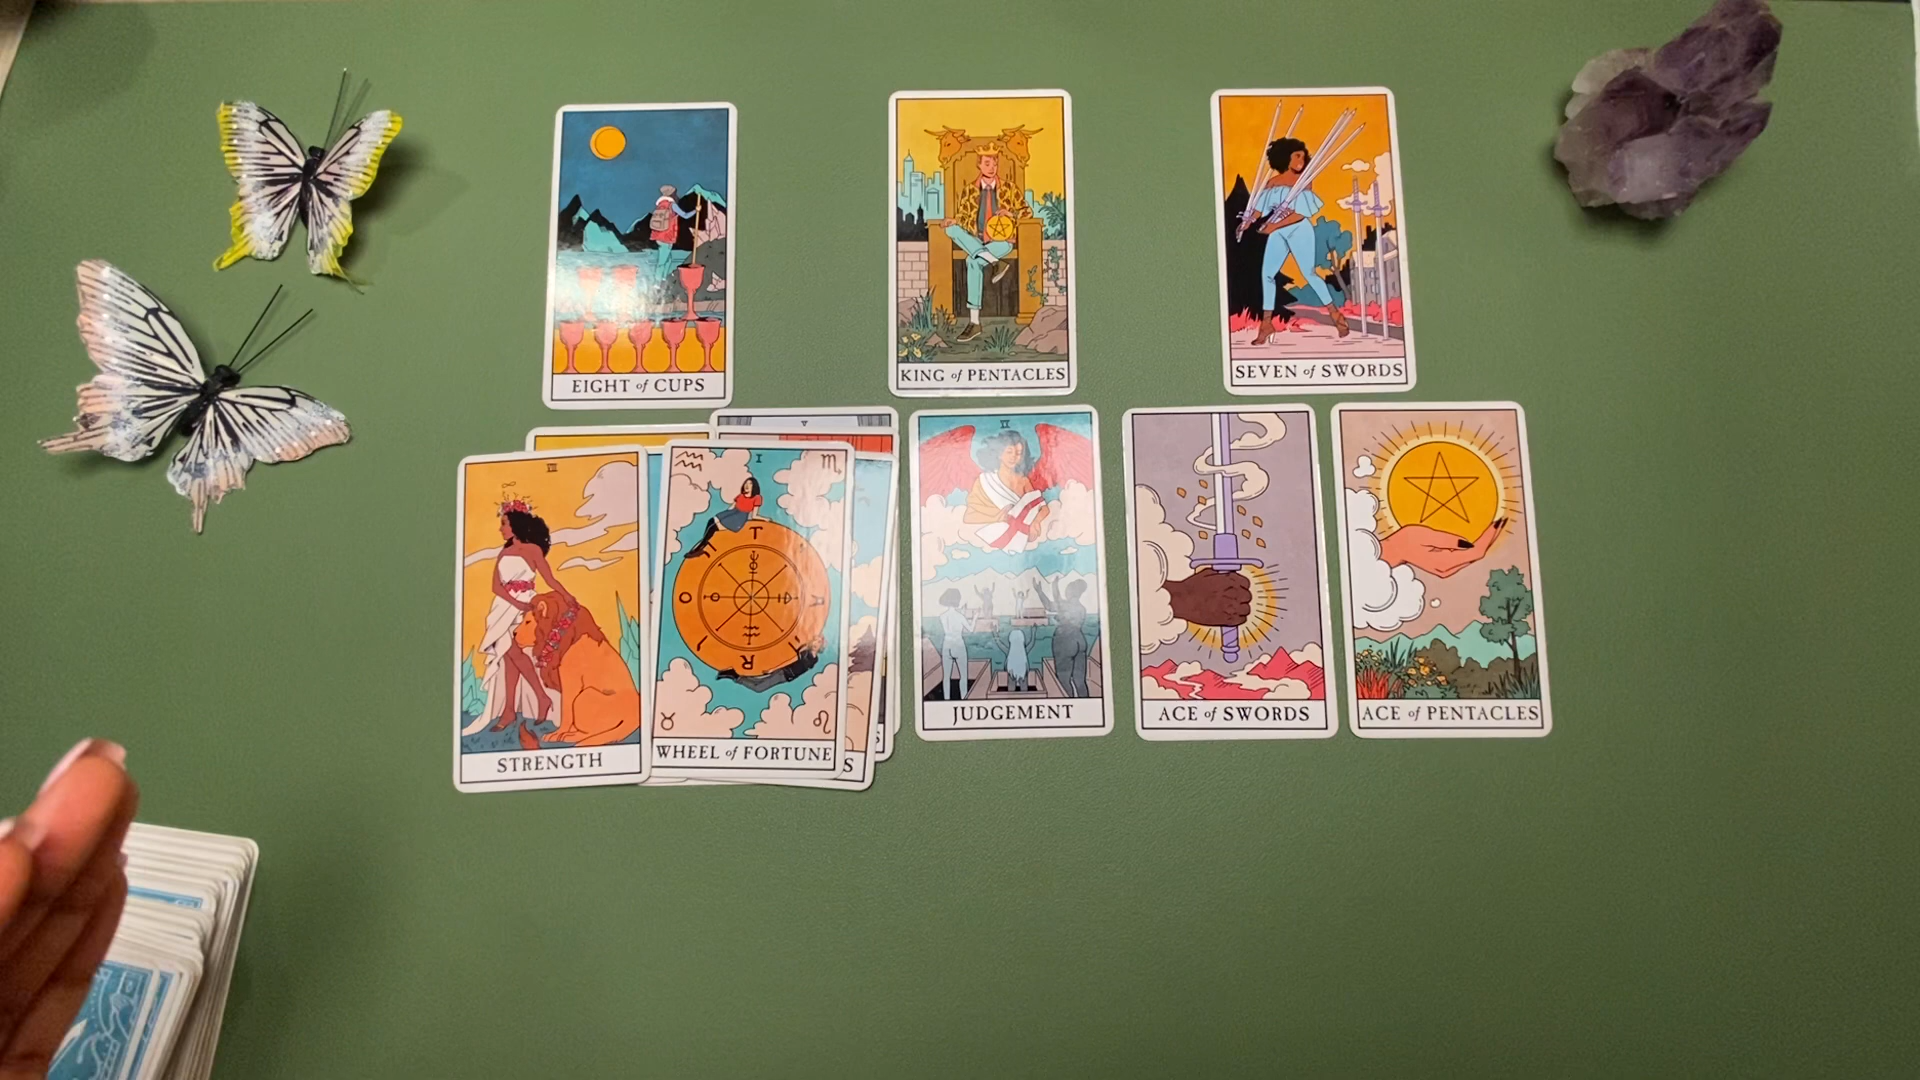 EIGHT of CUPS
KING of PENTACLES
SEVEN of SWORDS
V
VII
STRENGTH
I
T
A
R
O
WHEEL of FORTUNE
S
S
JUDGEMENT
ACE of SWORDS
ACE of PENTACLES